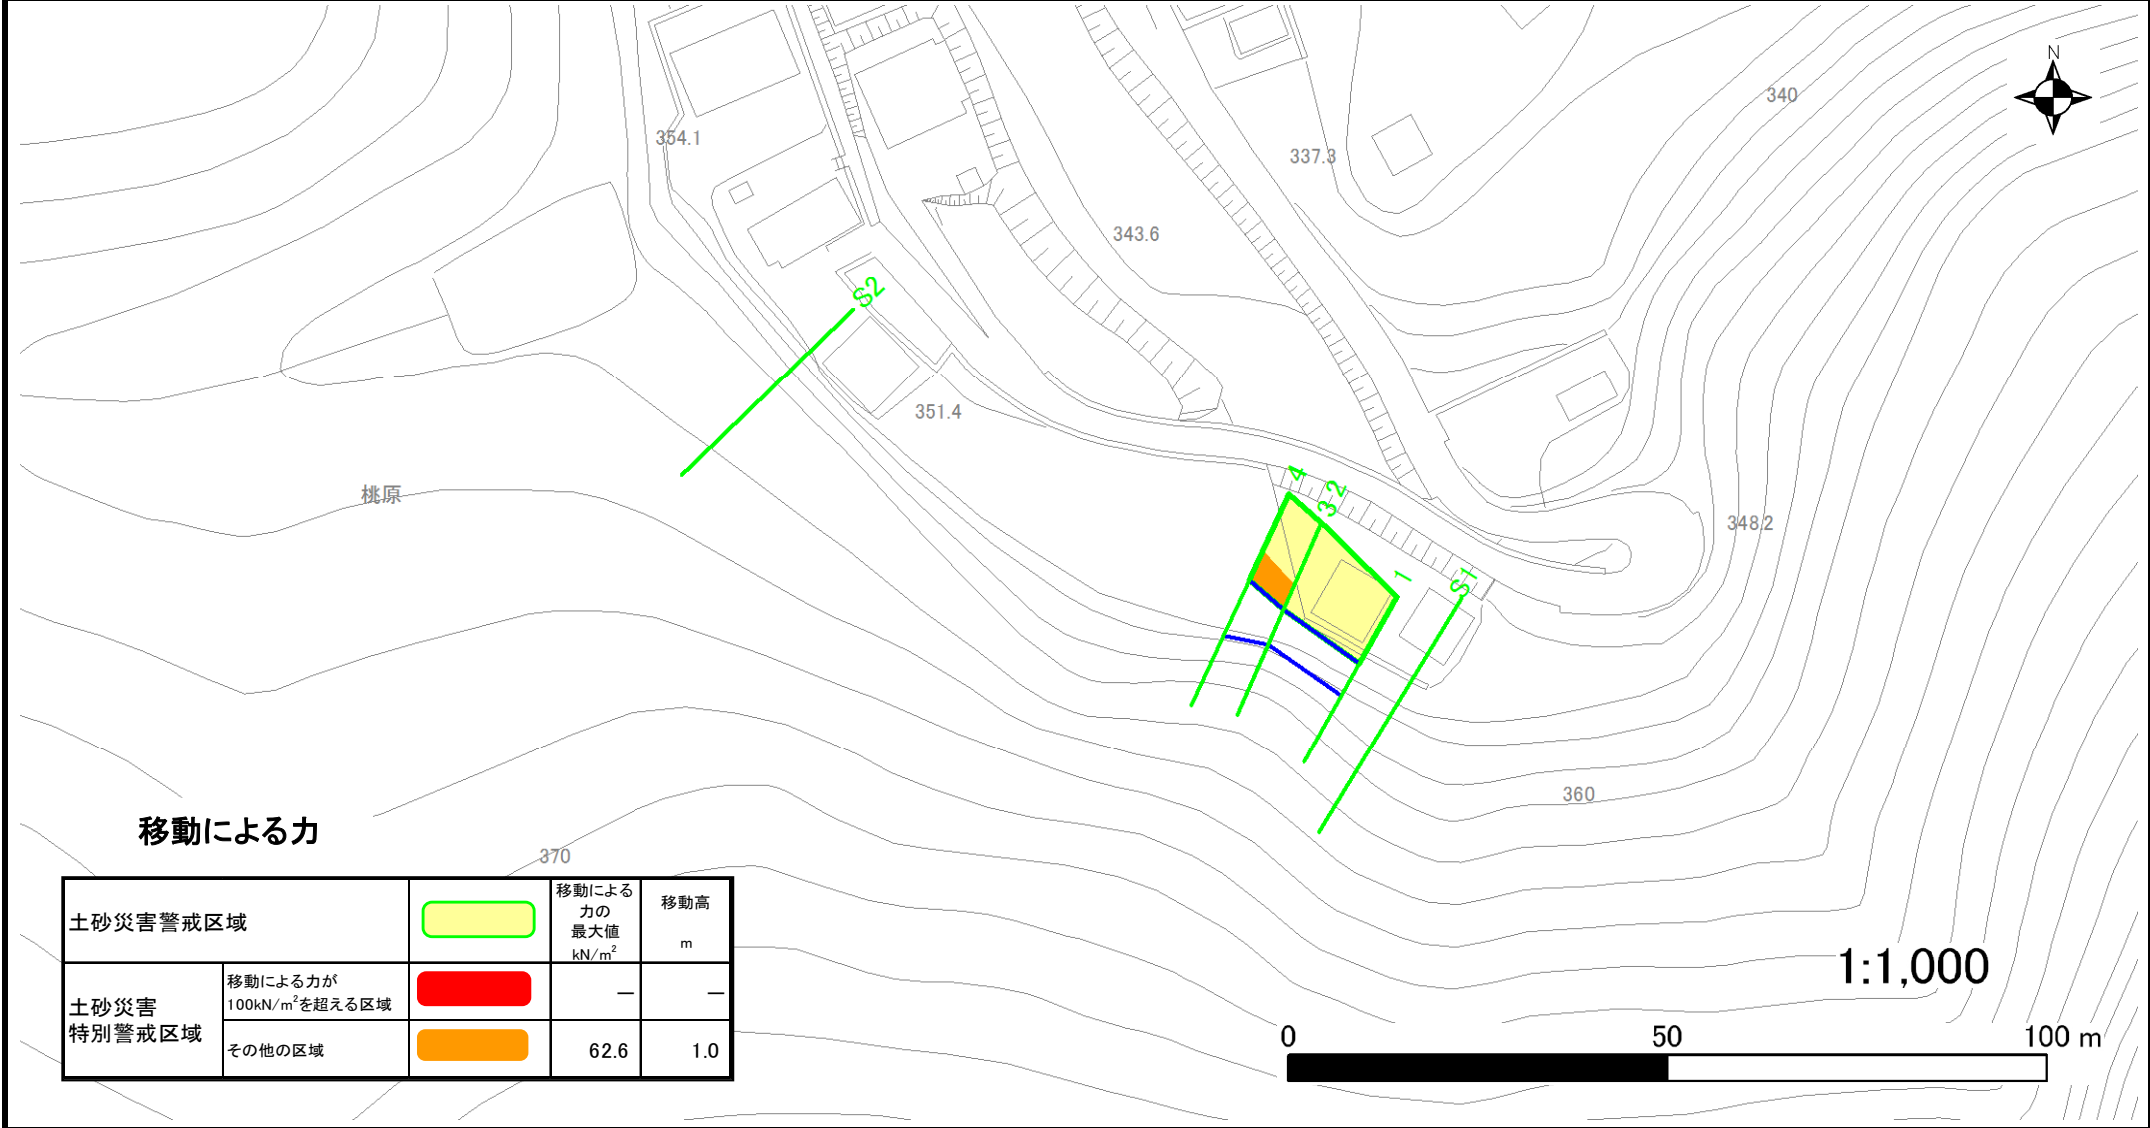 N
340
354.1
337.3
343.6
S2
351.4
4
桃原
2
3
348.2
1
S1
360
移動による力
370
土砂災害警戒区域
移動による
力の
最大値
kN/m²
移動高
m
土砂災害
特別警戒区域
移動による力が
100kN/m²を超える区域
—
—
その他の区域
62.6
1.0
1:1,000
0
50
100 m